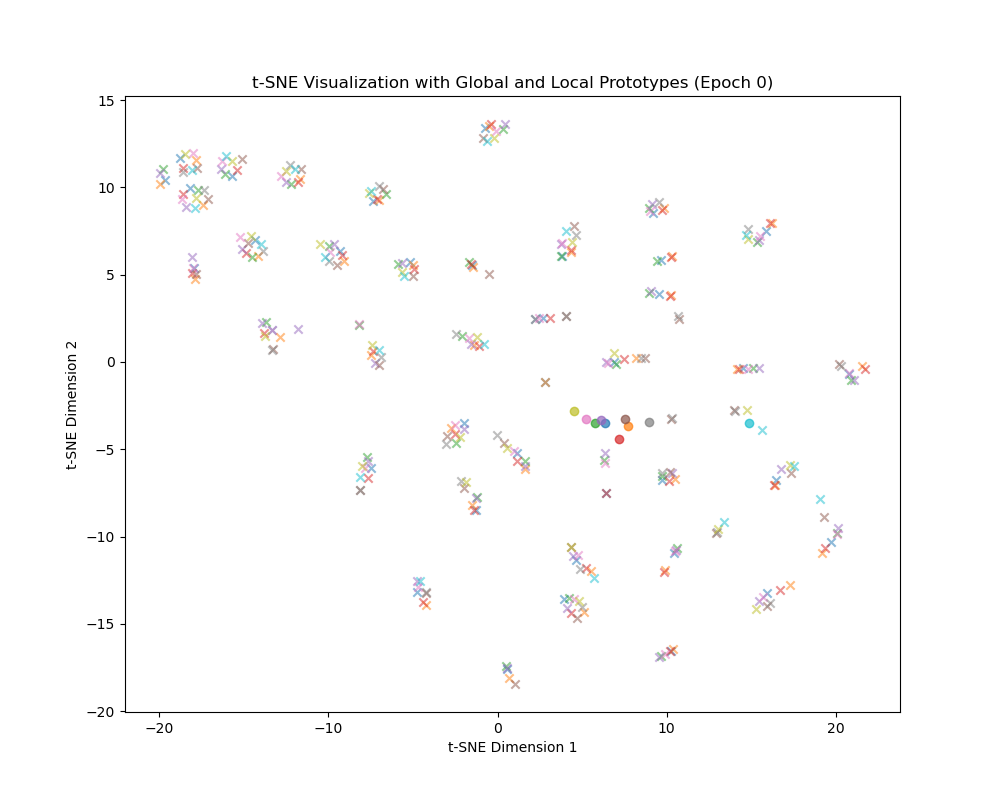 t-SNE Visualization with Global and Local Prototypes (Epoch 0)
15
10
5
0
−5
−10
−15
−20
t-SNE Dimension 2
−20 −10 0 10 20
t-SNE Dimension 1